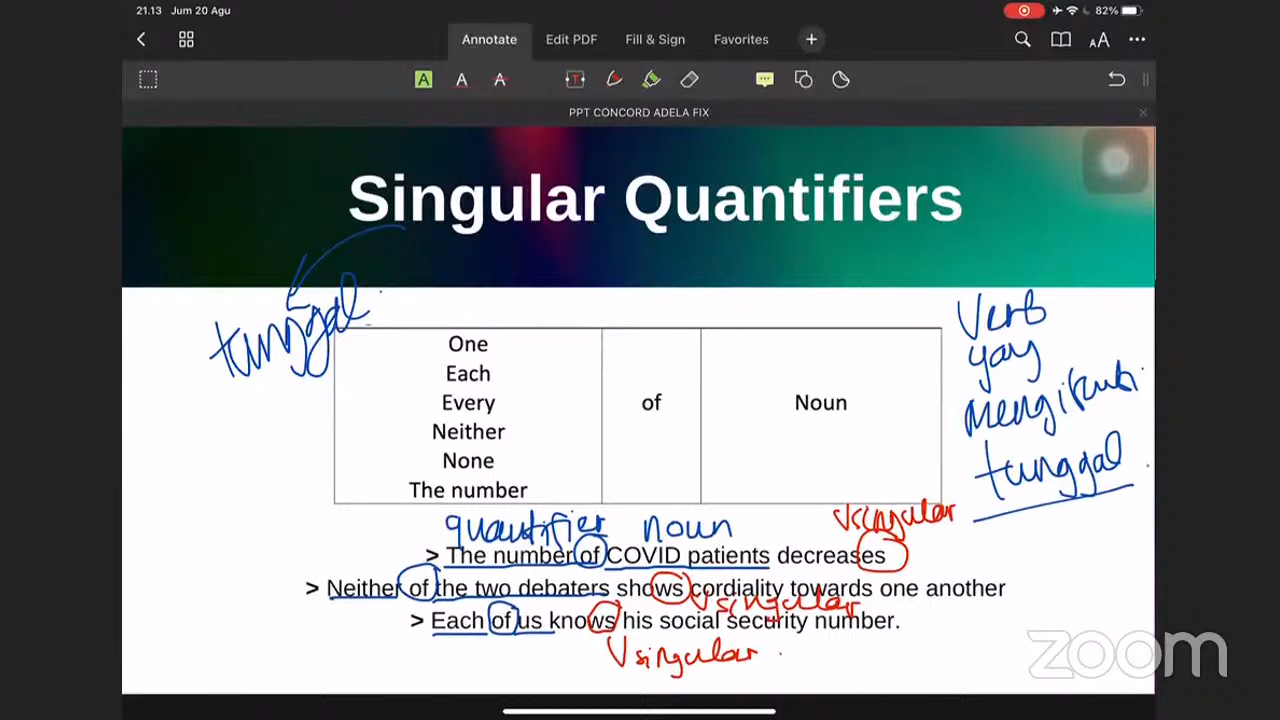 21.13 Jum 20 Agu
82%
Annotate Edit PDF Fill & Sign Favorites
PPT CONCORD ADELA FIX
Singular Quantifiers
tunggal
One
Each
Every
Neither
None
The number
of
Noun
Verb
yang
mengikuti
tunggal
quantifier noun
Vsingular
> The number of COVID patients decreases
> Neither of the two debaters shows cordiality towards one another
Vsingular
> Each of us knows his social security number.
Vsingular
zoom